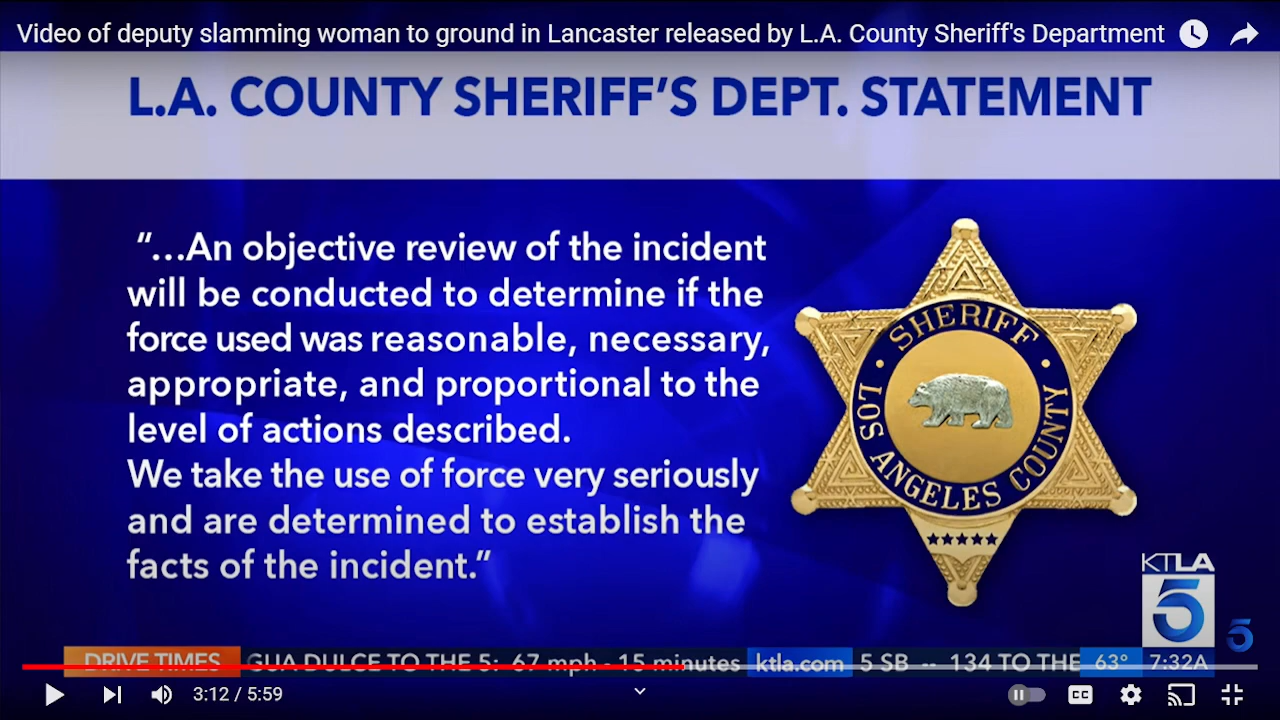 Video of deputy slamming woman to ground in Lancaster released by L.A. County Sheriff's Department
L.A. COUNTY SHERIFF'S DEPT. STATEMENT
“…An objective review of the incident
will be conducted to determine if the
force used was reasonable, necessary,
appropriate, and proportional to the
level of actions described.
We take the use of force very seriously
and are determined to establish the
facts of the incident.”
SHERIFF
LOS ANGELES COUNTY
KTLA
5
5
DRIVE TIMES GUA DULCE TO THE 5: 67 mph - 15 minutes ktla.com 5 SB -- 134 TO THE 63° 7:32A
3:12 / 5:59
CC